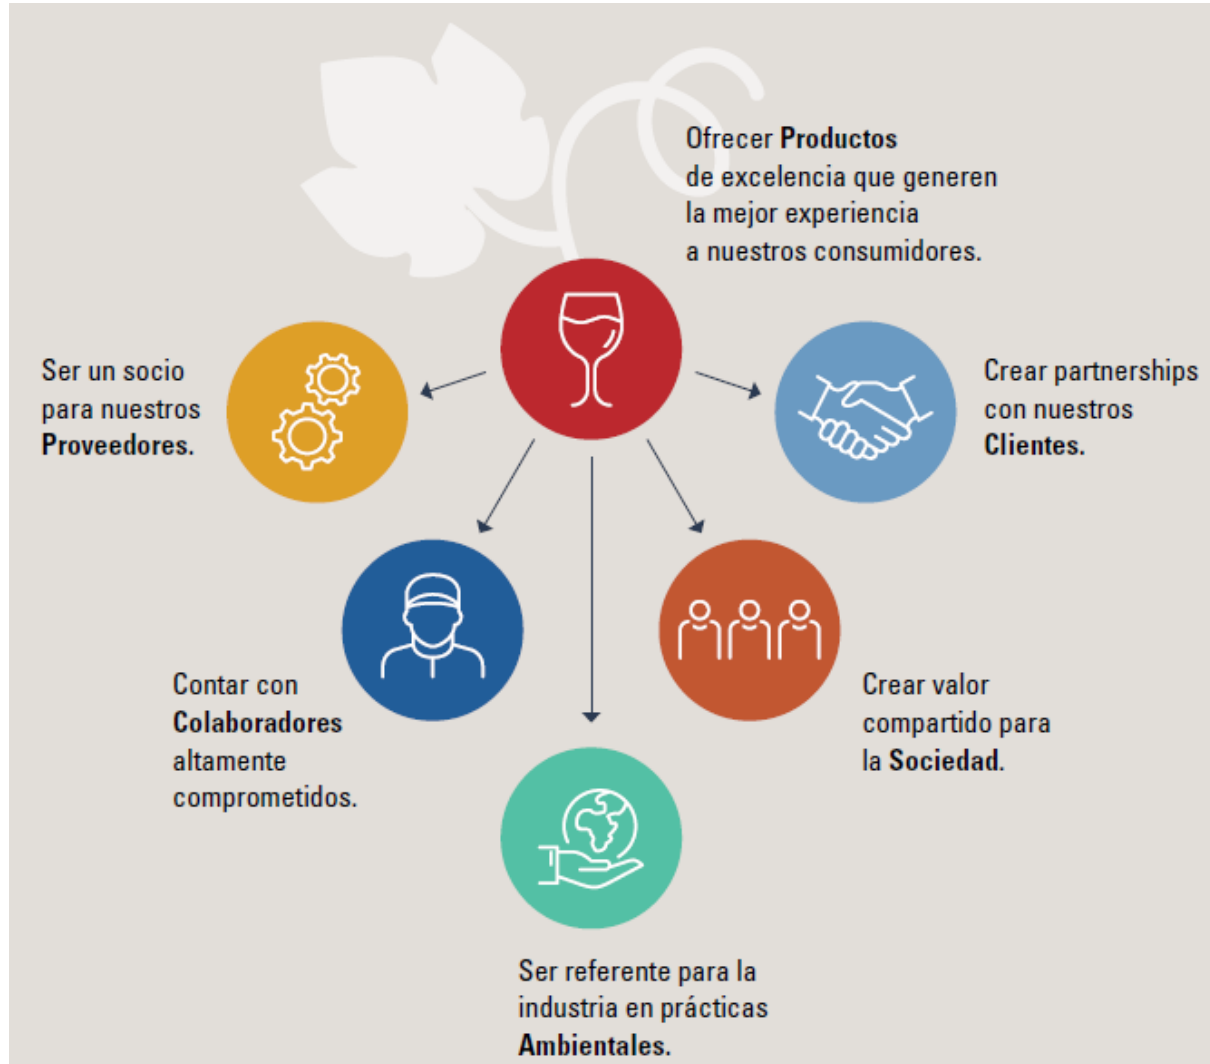 Ofrecer Productos
de excelencia que generen
la mejor experiencia
a nuestros consumidores.
Ser un socio
para nuestros
Proveedores.
Crear partnerships
con nuestros
Clientes.
Contar con
Colaboradores
altamente
comprometidos.
Crear valor
compartido para
la Sociedad.
Ser referente para la
industria en prácticas
Ambientales.